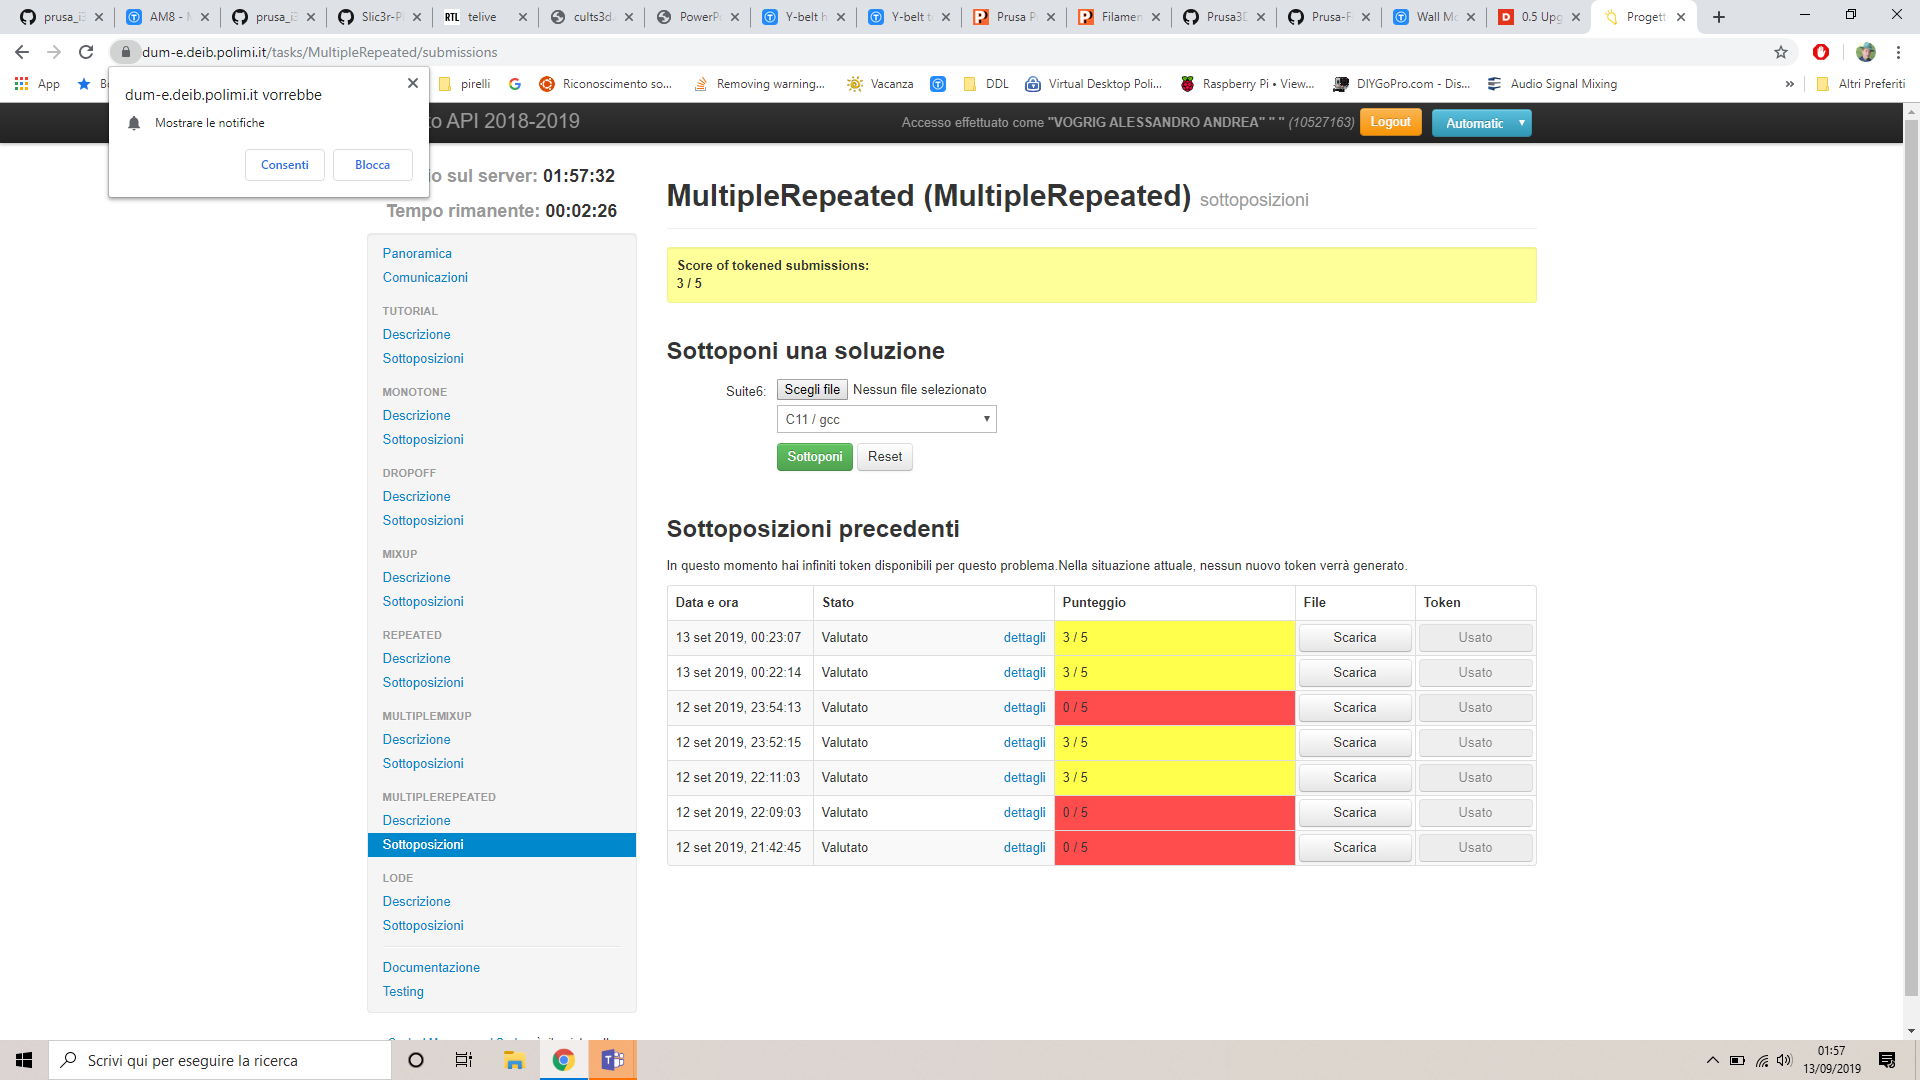 prusa_i3
AM8 - M
prusa_i3
Slic3r-P
RTL telive
cults3d.
PowerPo
Y-belt h
Y-belt t
Prusa P
Filamen
Prusa3D
Prusa-Fi
Wall Mo
0.5 Upg
Progett
dum-e.deib.polimi.it/tasks/MultipleRepeated/submissions
App
pirelli
Riconoscimento so...
Removing warning...
Vacanza
DDL
Virtual Desktop Poli...
Raspberry Pi • View...
DIYGoPro.com - Dis...
Audio Signal Mixing
»
Altri Preferiti
dum-e.deib.polimi.it vorrebbe
Mostrare le notifiche
Consenti
Blocca
to API 2018-2019
Accesso effettuato come "VOGRIG ALESSANDRO ANDREA" " " (10527163)
Logout
Automatic
sul server: 01:57:32
Tempo rimanente: 00:02:26
Panoramica
Comunicazioni
TUTORIAL
Descrizione
Sottoposizioni
MONOTONE
Descrizione
Sottoposizioni
DROPOFF
Descrizione
Sottoposizioni
MIXUP
Descrizione
Sottoposizioni
REPEATED
Descrizione
Sottoposizioni
MULTIPLEMIXUP
Descrizione
Sottoposizioni
MULTIPLEREPEATED
Descrizione
Sottoposizioni
LODE
Descrizione
Sottoposizioni
Documentazione
Testing
MultipleRepeated (MultipleRepeated) sottoposizioni
Score of tokened submissions:
3 / 5
Sottoponi una soluzione
Suite6: Scegli file Nessun file selezionato
C11 / gcc
Sottoponi Reset
Sottoposizioni precedenti
In questo momento hai infiniti token disponibili per questo problema.Nella situazione attuale, nessun nuovo token verrà generato.
Data e ora Stato Punteggio File Token
13 set 2019, 00:23:07 Valutato dettagli 3 / 5 Scarica Usato
13 set 2019, 00:22:14 Valutato dettagli 3 / 5 Scarica Usato
12 set 2019, 23:54:13 Valutato dettagli 0 / 5 Scarica Usato
12 set 2019, 23:52:15 Valutato dettagli 3 / 5 Scarica Usato
12 set 2019, 22:11:03 Valutato dettagli 3 / 5 Scarica Usato
12 set 2019, 22:09:03 Valutato dettagli 0 / 5 Scarica Usato
12 set 2019, 21:42:45 Valutato dettagli 0 / 5 Scarica Usato
Scrivi qui per eseguire la ricerca
01:57
13/09/2019